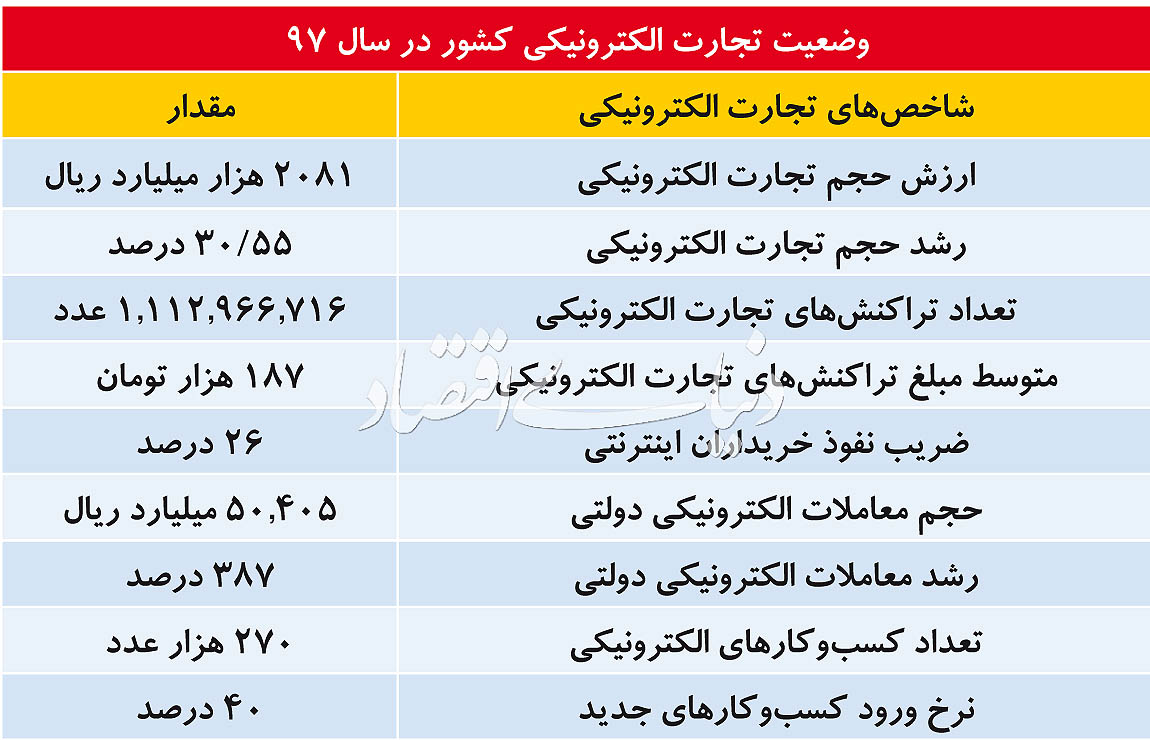 وضعیت تجارت الکترونیکی کشور در سال ۹۷
شاخص‌های تجارت الکترونیکی مقدار
ارزش حجم تجارت الکترونیکی ۲۰۸۱ هزار میلیارد ریال
رشد حجم تجارت الکترونیکی ۳۰/۵۵ درصد
تعداد تراکنش‌های تجارت الکترونیکی ۱,۱۱۲,۹۶۶,۷۱۶ عدد
متوسط مبلغ تراکنش‌های تجارت الکترونیکی ۱۸۷ هزار تومان
دنیای اقتصاد
ضریب نفوذ خریداران اینترنتی ۲۶ درصد
حجم معاملات الکترونیکی دولتی ۵۰,۴۰۵ میلیارد ریال
رشد معاملات الکترونیکی دولتی ۳۸۷ درصد
تعداد کسب‌وکارهای الکترونیکی ۲۷۰ هزار عدد
نرخ ورود کسب‌وکارهای جدید ۴۰ درصد